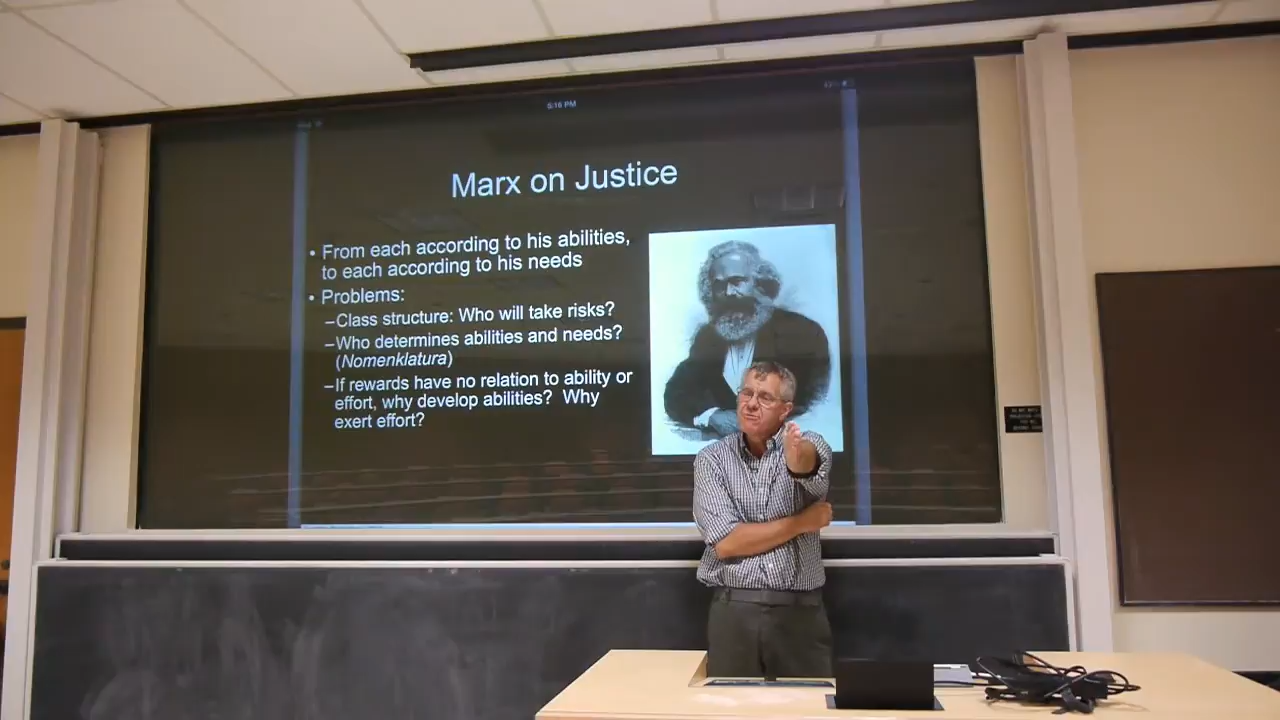 5:16 PM
Marx on Justice
• From each according to his abilities,
to each according to his needs
• Problems:
–Class structure: Who will take risks?
–Who determines abilities and needs?
(Nomenklatura)
–If rewards have no relation to ability or
effort, why develop abilities? Why
exert effort?